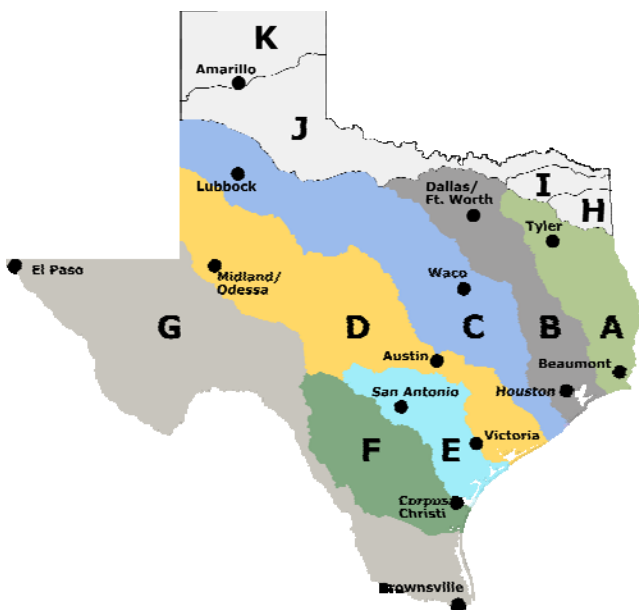 K
Amarillo
J
Lubbock
Dallas/
Ft. Worth
I
H
Tyler
El Paso
Midland/
Odessa
Waco
G
D
C
B
A
Austin
Beaumont
San Antonio
Houston
F
E
Victoria
Corpus
Christi
Brownsville